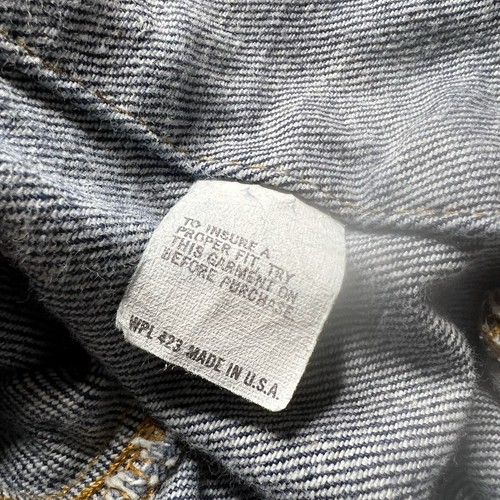 TO INSURE A
PROPER FIT, TRY
THIS GARMENT ON
BEFORE PURCHASE
WPL 423 MADE IN U.S.A.